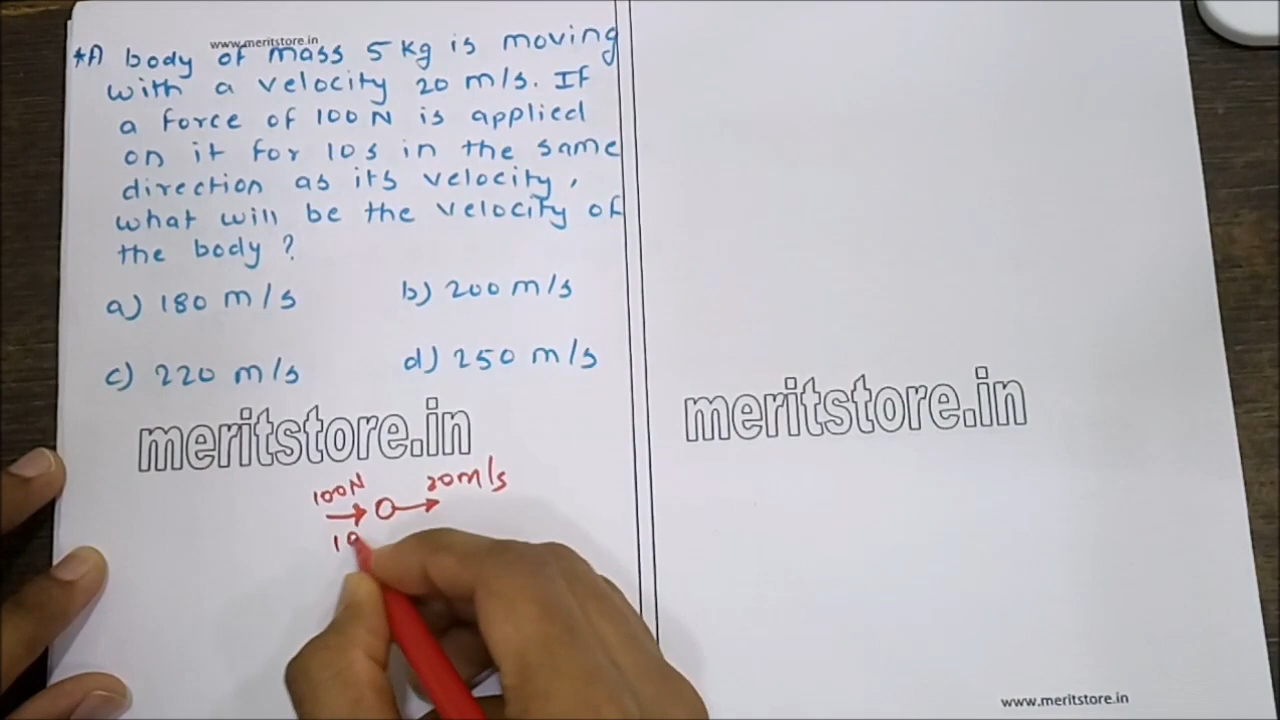 www.meritstore.in
*A body of mass 5 kg is moving
with a velocity 20 m/s. If
a force of 100 N is applied
on it for 10s in the same
direction as its velocity,
what will be the velocity of
the body ?
a) 180 m/s b) 200 m/s
c) 220 m/s d) 250 m/s
meritstore.in
100N 20m/s
10
meritstore.in
www.meritstore.in